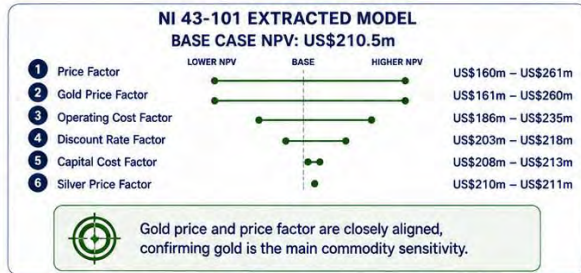 NI 43-101 EXTRACTED MODEL
BASE CASE NPV: US$210.5m
LOWER NPV BASE HIGHER NPV
1 Price Factor US$160m – US$261m
2 Gold Price Factor US$161m – US$260m
3 Operating Cost Factor US$186m – US$235m
4 Discount Rate Factor US$203m – US$218m
5 Capital Cost Factor US$208m – US$213m
6 Silver Price Factor US$210m – US$211m
Gold price and price factor are closely aligned,
confirming gold is the main commodity sensitivity.